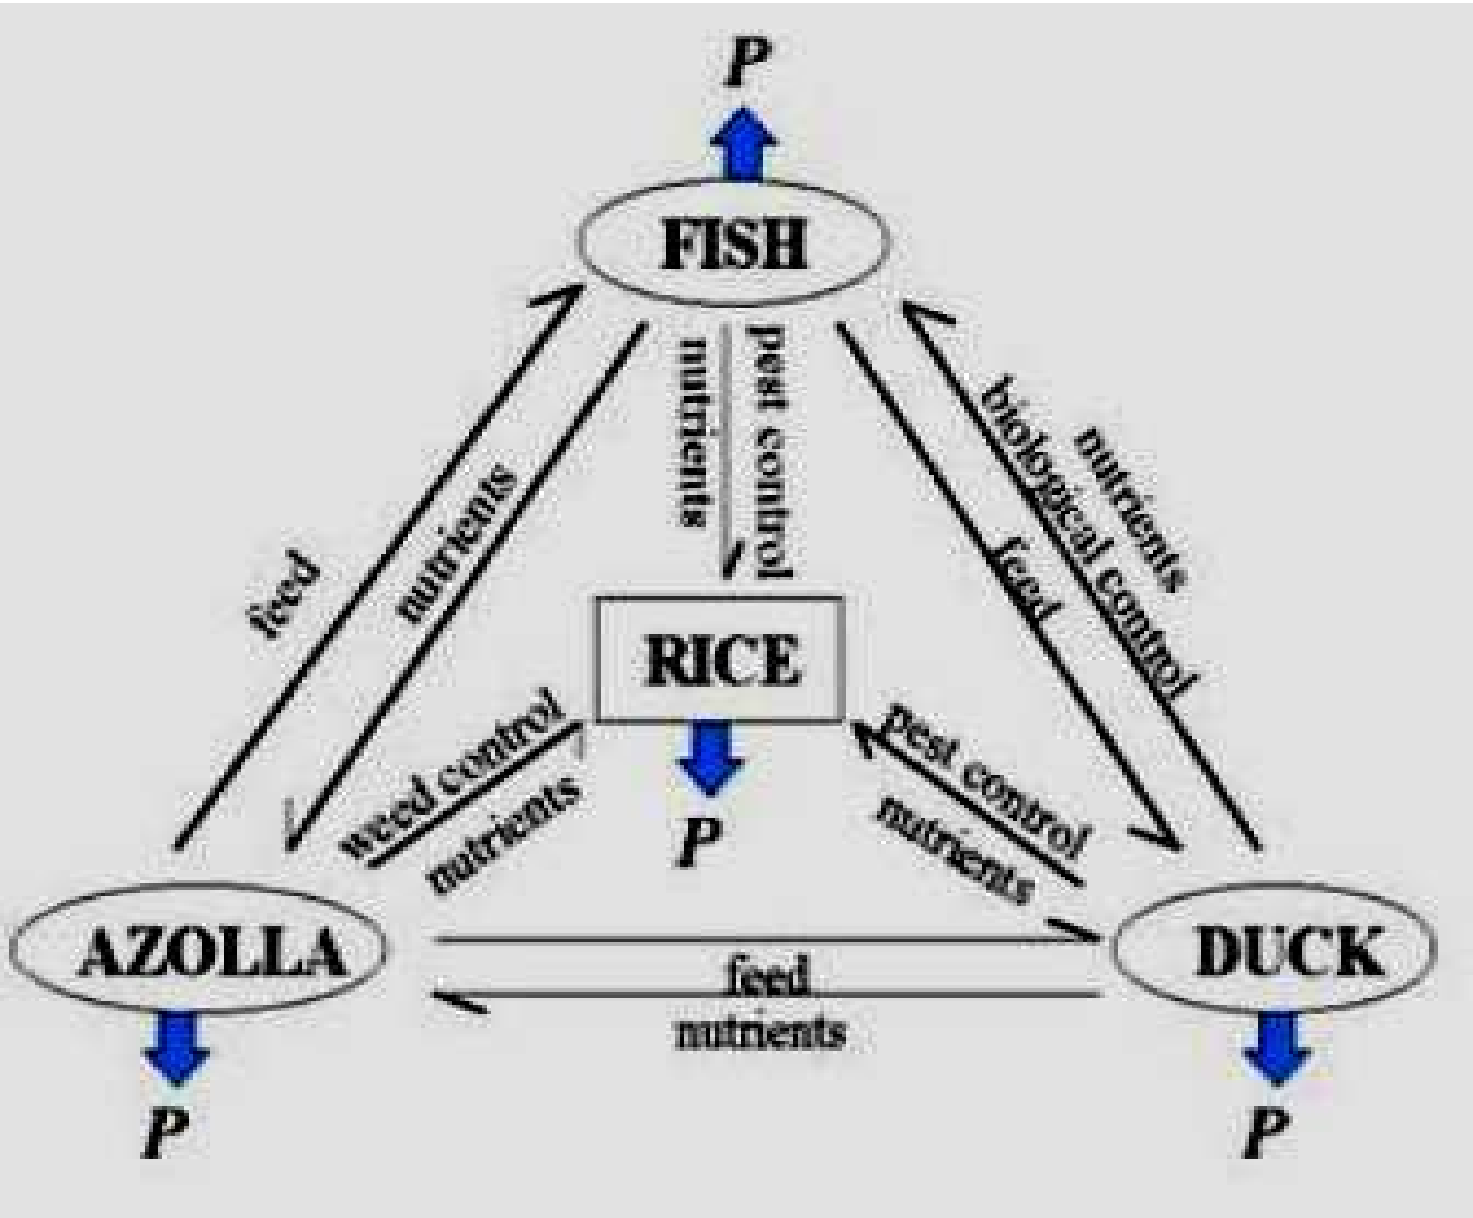 P
FISH
nutrients
pest control
biological control
nutrients
feed
nutrients
feed
RICE
weed control
nutrients
pest control
nutrients
P
AZOLLA
DUCK
feed
nutrients
P
P